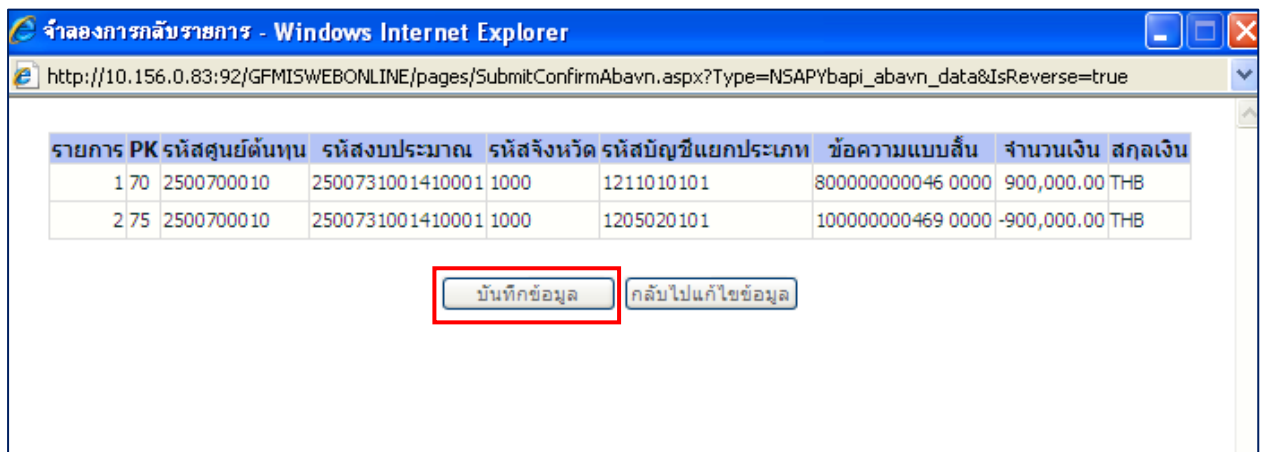 จำลองการกลับรายการ - Windows Internet Explorer
http://10.156.0.83:92/GFMISWEBONLINE/pages/SubmitConfirmAbavn.aspx?Type=NSAPYbapi_abavn_data&IsReverse=true
รายการ PK รหัสศูนย์ต้นทุน รหัสงบประมาณ รหัสจังหวัด รหัสบัญชีแยกประเภท ข้อความแบบสั้น จำนวนเงิน สกุลเงิน
1 70 2500700010 2500731001410001 1000 1211010101 800000000046 0000 900,000.00 THB
2 75 2500700010 2500731001410001 1000 1205020101 100000000469 0000 -900,000.00 THB
บันทึกข้อมูล กลับไปแก้ไขข้อมูล